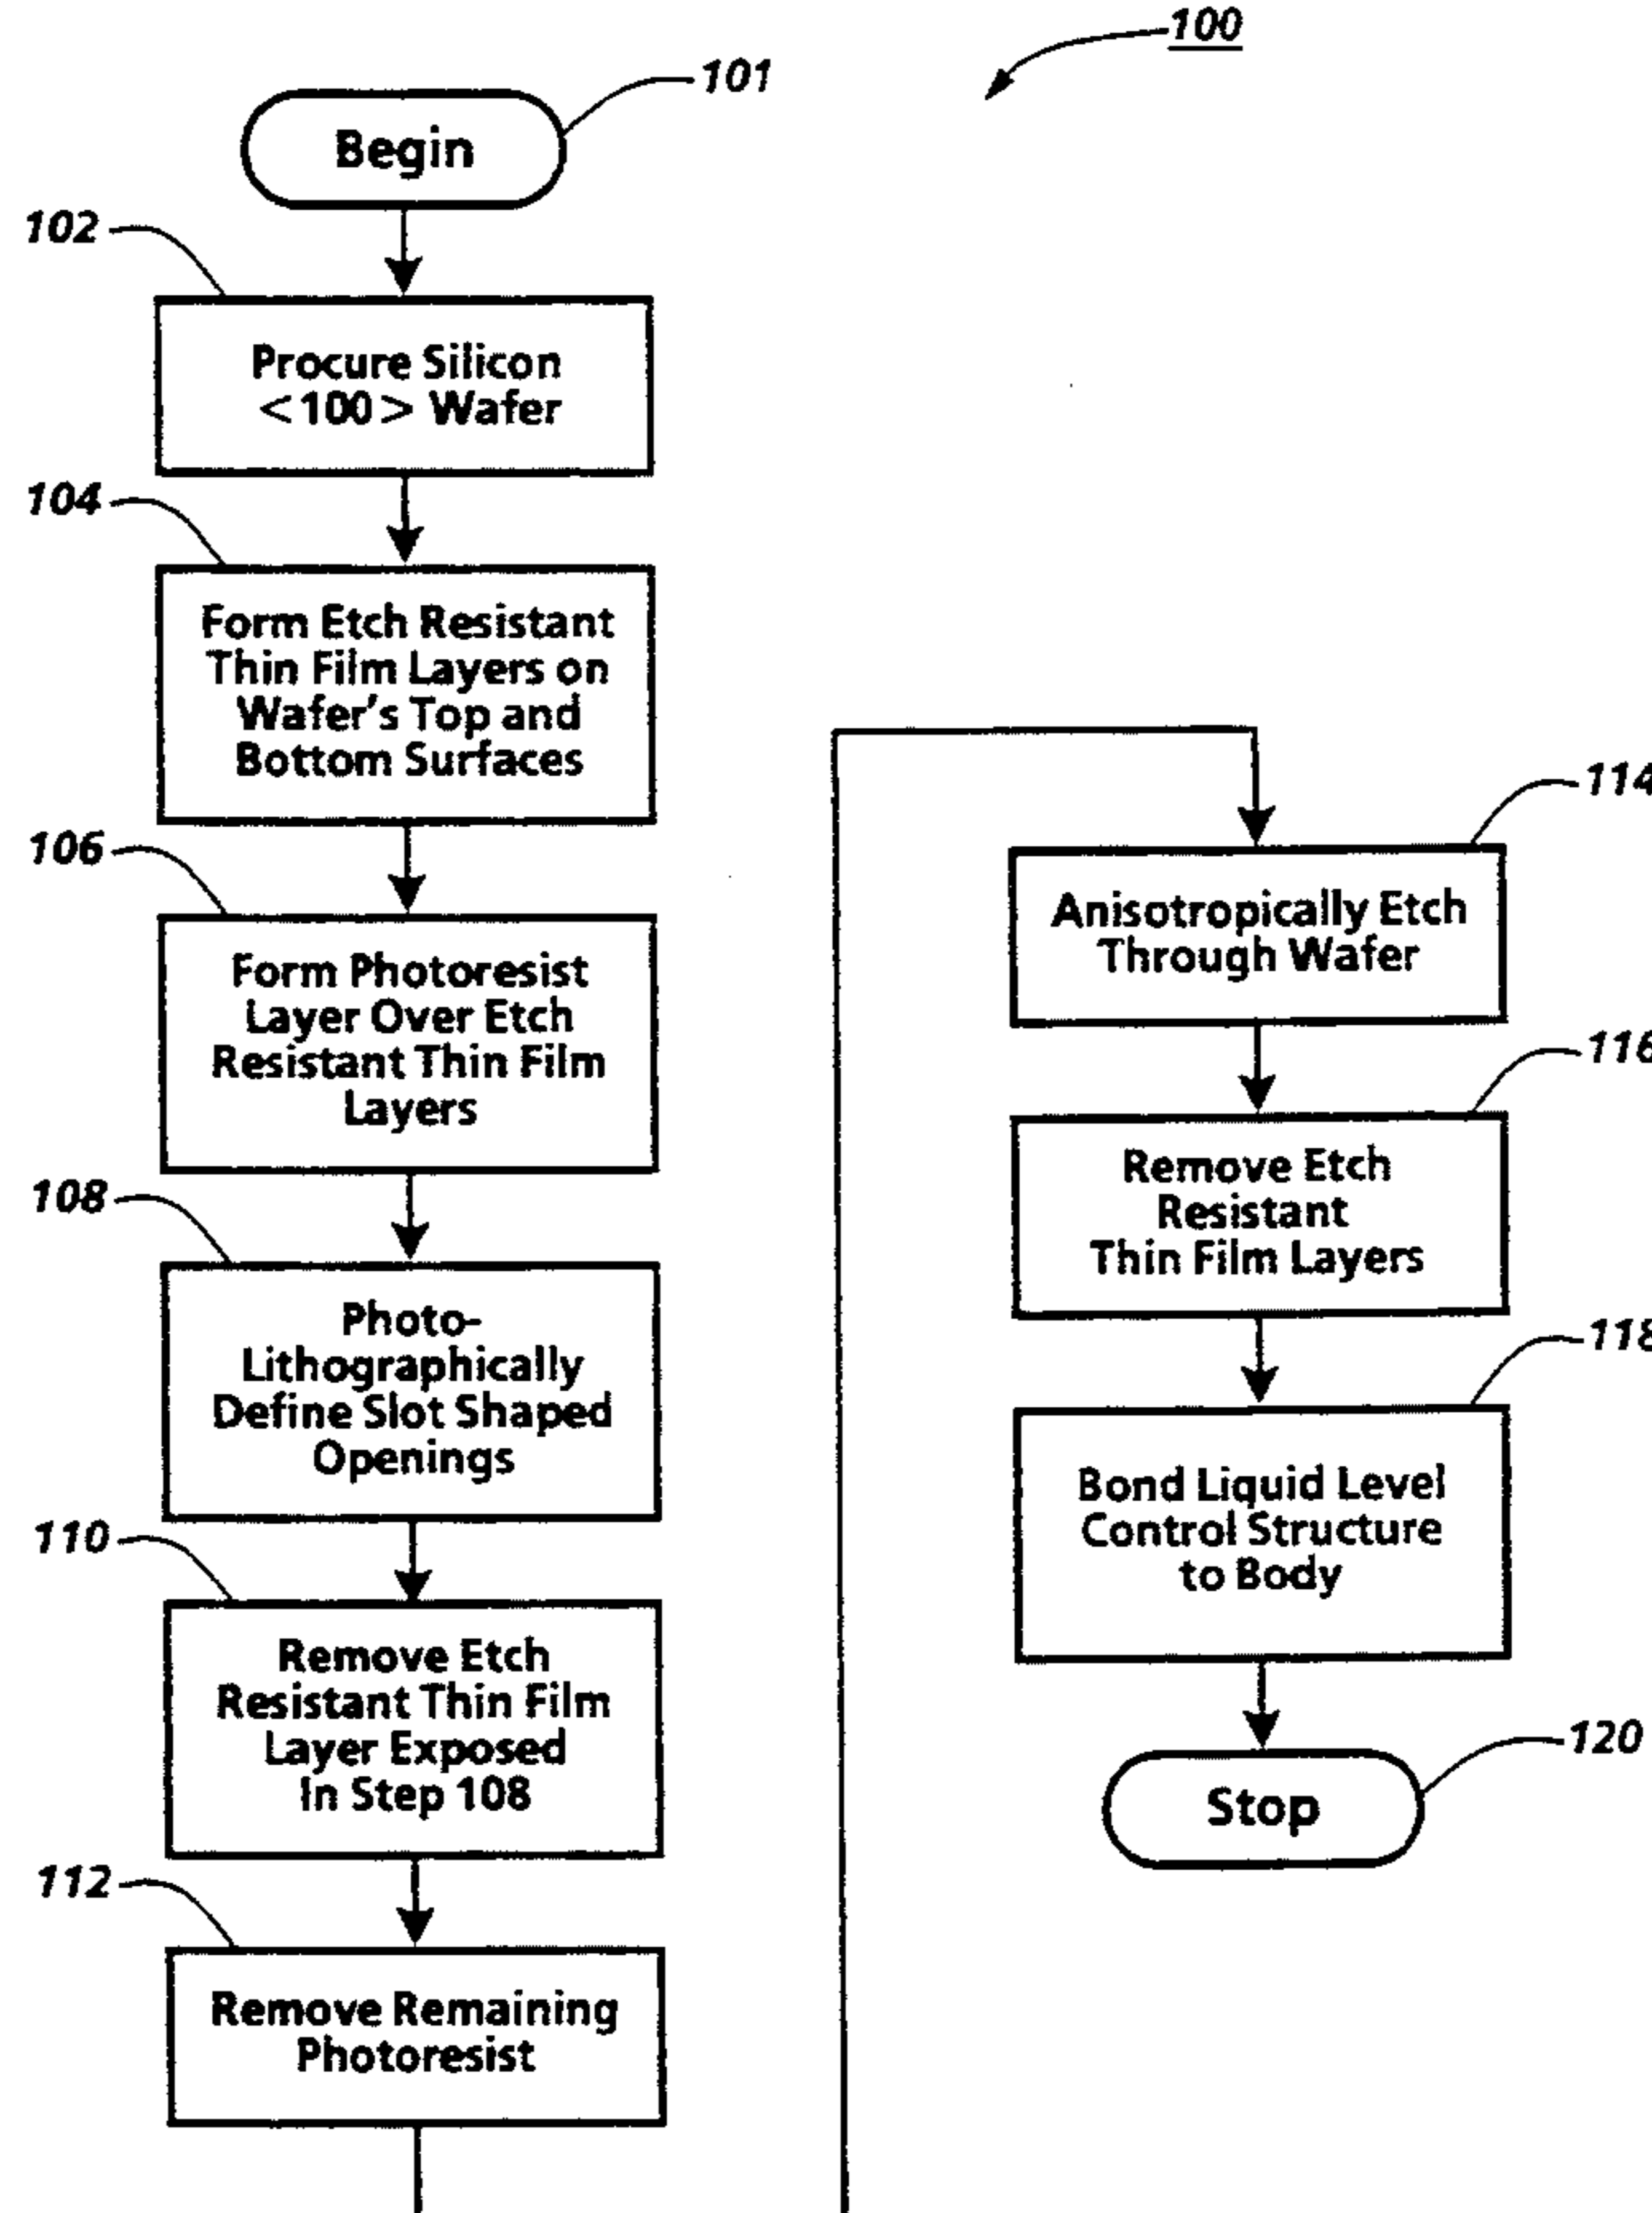 100
101
Begin
102
Procure Silicon
<100> Wafer
104
Form Etch Resistant
Thin Film Layers on
Wafer's Top and
Bottom Surfaces
106
Form Photoresist
Layer Over Etch
Resistant Thin Film
Layers
108
Photo-
Lithographically
Define Slot Shaped
Openings
110
Remove Etch
Resistant Thin Film
Layer Exposed
In Step 108
112
Remove Remaining
Photoresist
114
Anisotropically Etch
Through Wafer
116
Remove Etch
Resistant
Thin Film Layers
118
Bond Liquid Level
Control Structure
to Body
120
Stop